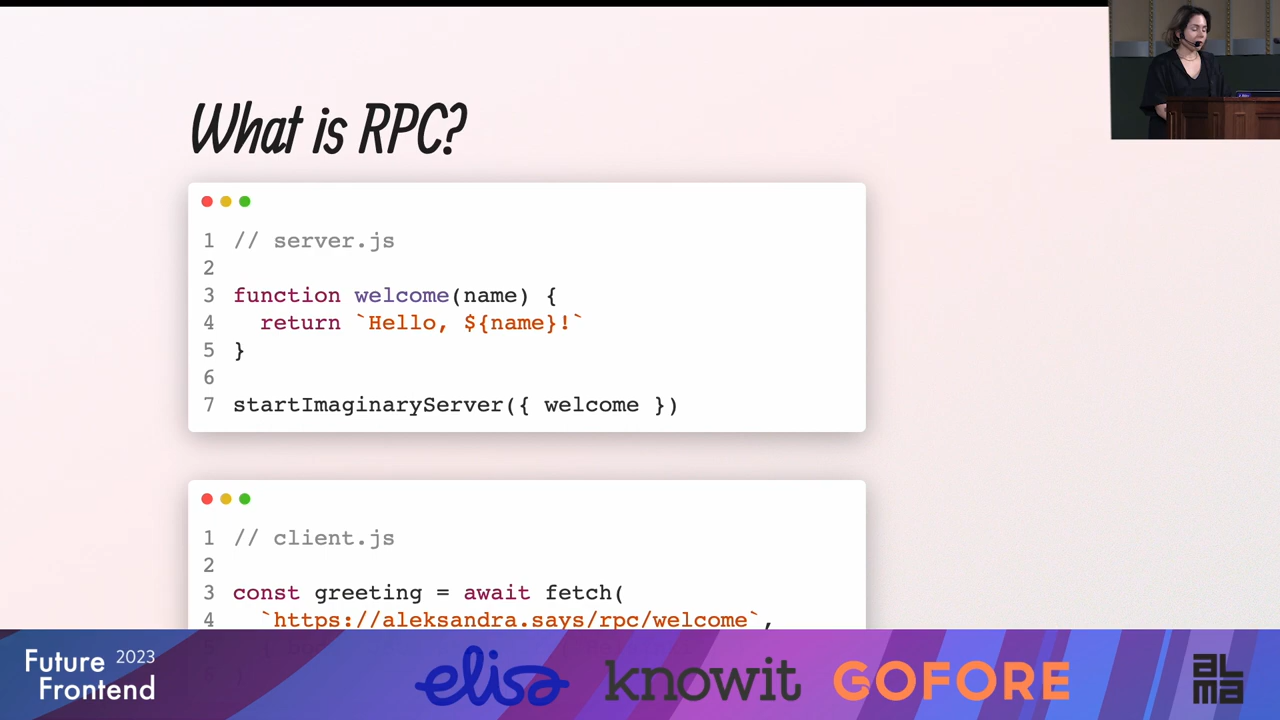 What is RPC?
1 // server.js
2
3 function welcome(name) {
4   return `Hello, ${name}!`
5 }
6
7 startImaginaryServer({ welcome })
1 // client.js
2
3 const greeting = await fetch(
4   `https://aleksandra.says/rpc/welcome`,
Future 2023
Frontend
elisa
knowit
GOFORE
ALMA